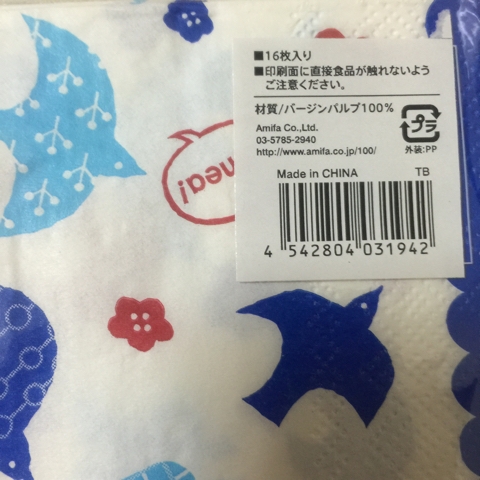 ■16枚入り
■印刷面に直接食品が触れないよう
ご注意ください。
材質/バージンパルプ100%
Amifa Co.,Ltd.
03-5785-2940
http://www.amifa.co.jp/100/
プラ
外装:PP
Made in CHINA TB
4 542804 031942
nea!